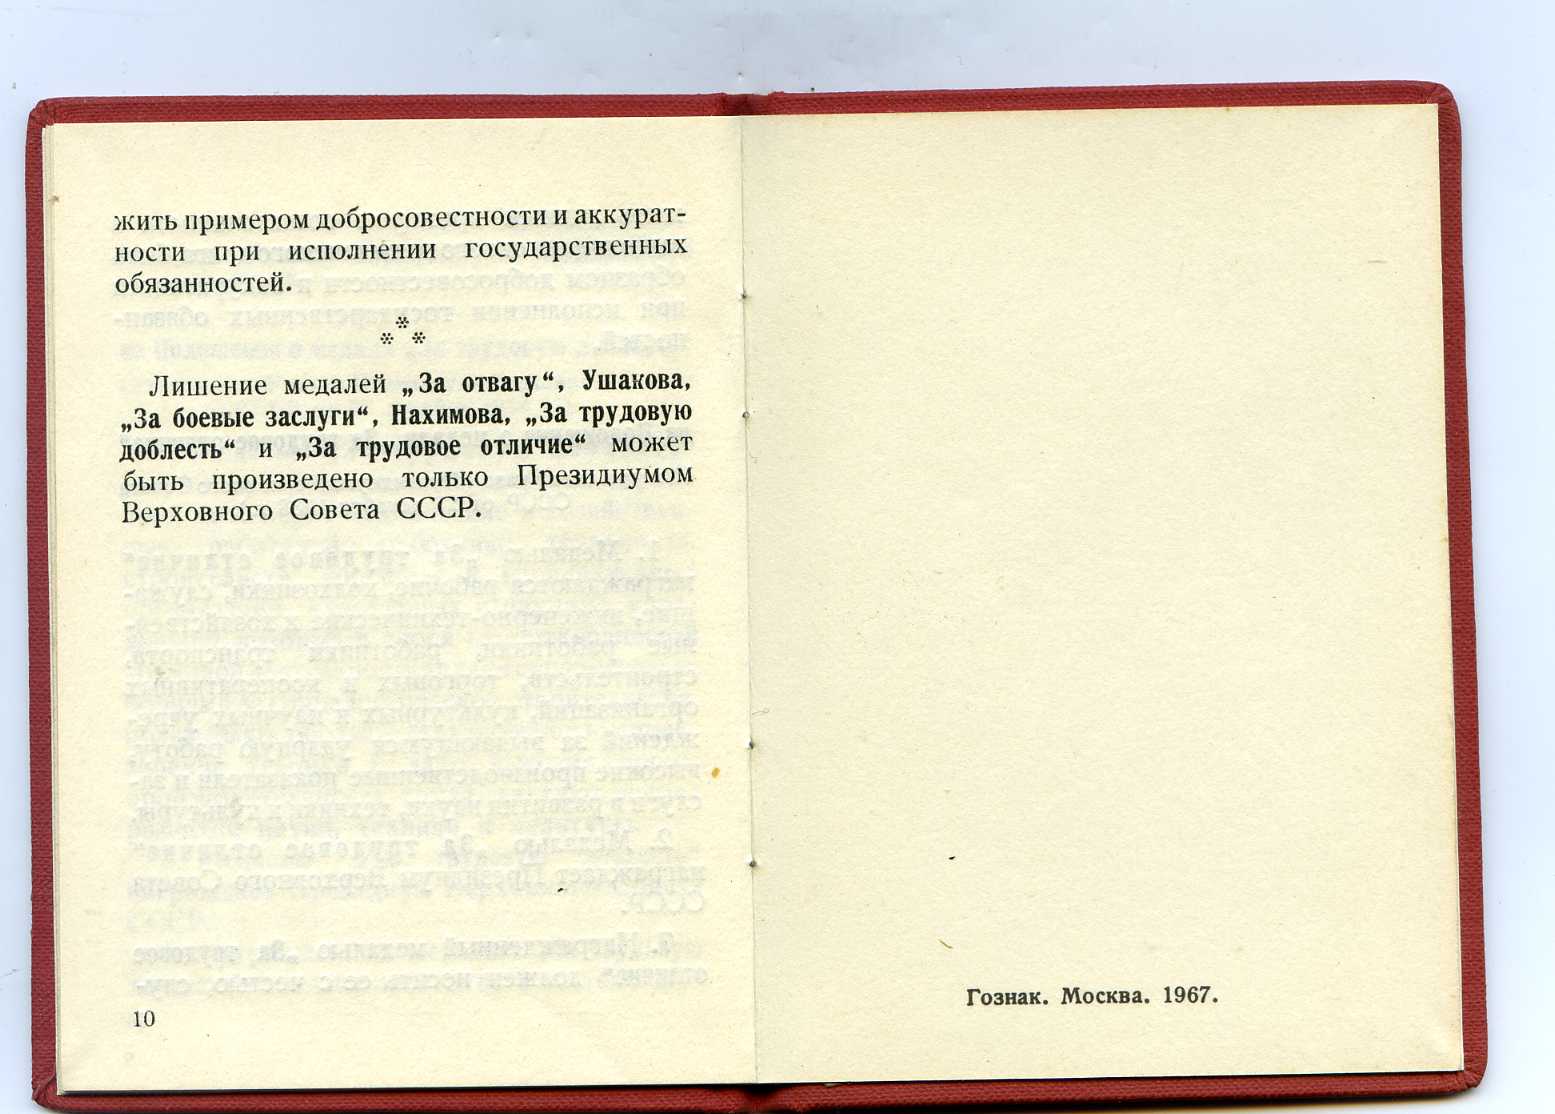 жить примером добросовестности и аккурат-
ности при исполнении государственных
обязанностей.
*
* *
Лишение медалей „За отвагу“, Ушакова,
„За боевые заслуги“, Нахимова, „За трудовую
доблесть“ и „За трудовое отличие“ может
быть произведено только Президиумом
Верховного Совета СССР.
10
Гознак. Москва. 1967.